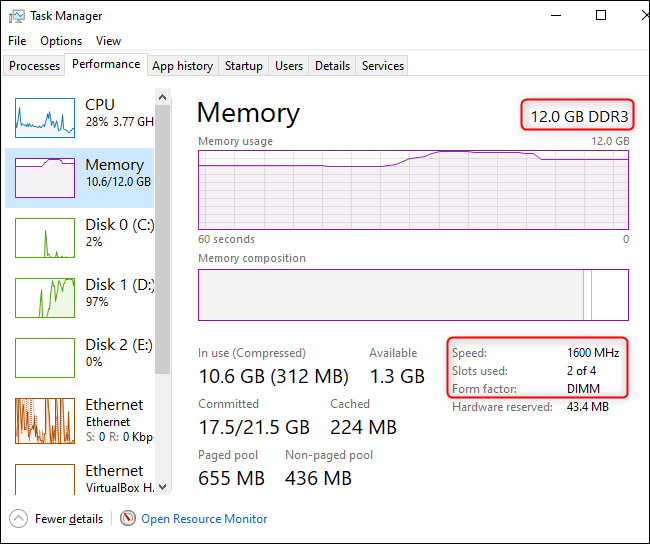 Task Manager
File Options View
Processes Performance App history Startup Users Details Services
CPU
28% 3.77 GH
Memory
10.6/12.0 GB
Disk 0 (C:)
2%
Disk 1 (D:)
97%
Disk 2 (E:)
0%
Ethernet
Ethernet
S: 0 R: 0 Kbp
Ethernet
VirtualBox H.
Memory 12.0 GB DDR3
Memory usage 12.0 GB
60 seconds 0
Memory composition
In use (Compressed) Available
10.6 GB (312 MB) 1.3 GB
Committed Cached
17.5/21.5 GB 224 MB
Paged pool Non-paged pool
655 MB 436 MB
Speed: 1600 MHz
Slots used: 2 of 4
Form factor: DIMM
Hardware reserved: 43.4 MB
Fewer details Open Resource Monitor